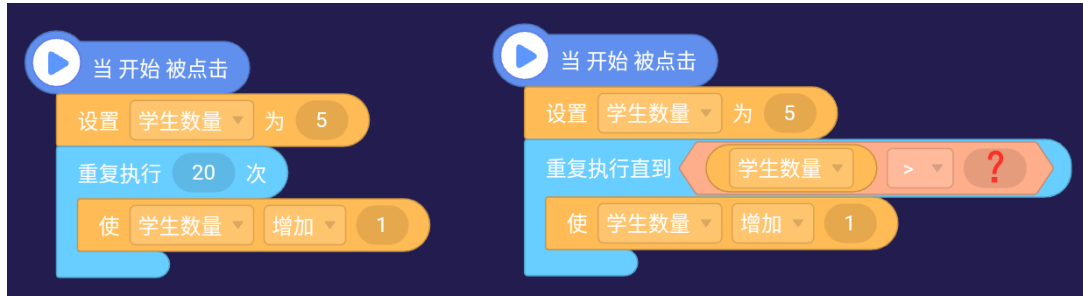 当 开始 被点击
设置 学生数量 为 5
重复执行 20 次
使 学生数量 增加 1
当 开始 被点击
设置 学生数量 为 5
重复执行直到 学生数量 > ?
使 学生数量 增加 1